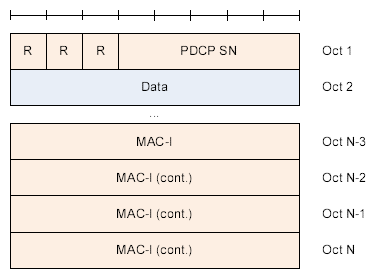 R R R PDCP SN Oct 1
Data Oct 2
...
MAC-I Oct N-3
MAC-I (cont.) Oct N-2
MAC-I (cont.) Oct N-1
MAC-I (cont.) Oct N